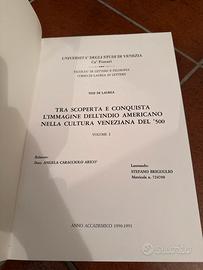 UNIVERSITA' DEGLI STUDI DI VENEZIA
Ca' Foscari
FACOLTA' DI LETTERE E FILOSOFIA
CORSO DI LAUREA IN LETTERE
TESI DI LAUREA
TRA SCOPERTA E CONQUISTA
L'IMMAGINE DELL'INDIO AMERICANO
NELLA CULTURA VENEZIANA DEL '500
VOLUME I
Relatore:
Dott. ANGELA CARACCIOLO ARICO'
Laureando:
STEFANO BRIGUGLIO
Matricola n.
ANNO ACCADEMICO 1990-1991
subito